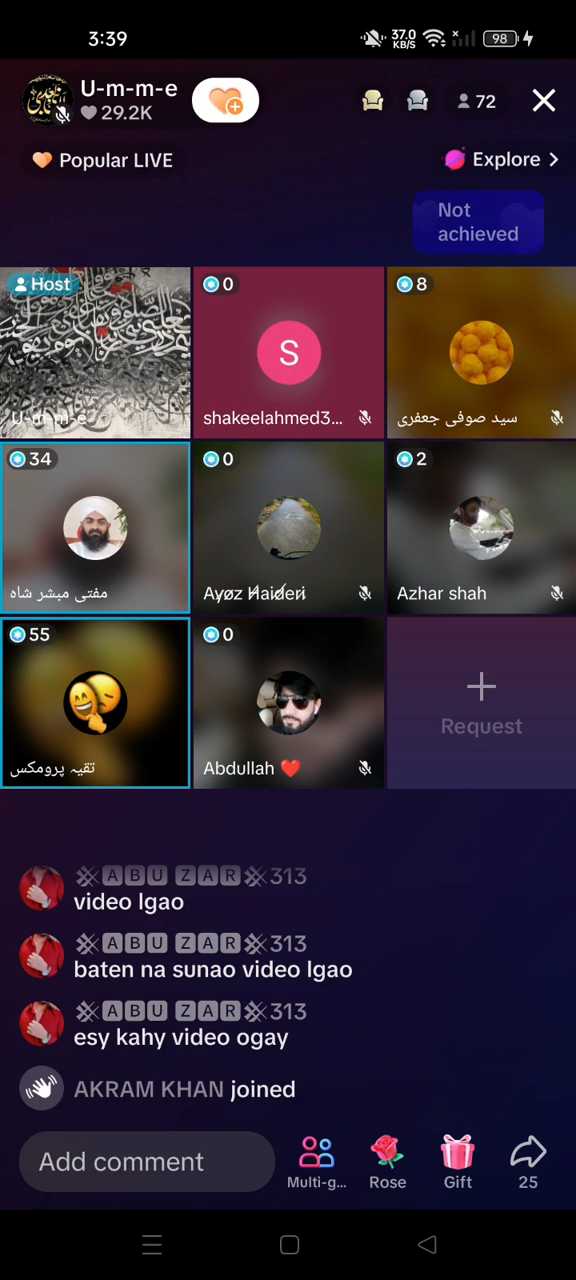 3:39
37.0
KB/S
98
U-m-m-e
29.2K
72
Popular LIVE
Explore >
Not
achieved
Host
U-m-m-e
0
shakeelahmed3...
8
سید صوفی جعفری
34
مفتی مبشر شاہ
0
Ayøz Haideri
2
Azhar shah
55
تقیہ پرومکس
0
Abdullah ❤️
+
Request
S
🄰🄱🅄 🅉🄰🅁 313
video lgao
🄰🄱🅄 🅉🄰🅁 313
baten na sunao video lgao
🄰🄱🅄 🅉🄰🅁 313
esy kahy video ogay
AKRAM KHAN joined
Add comment
Multi-g...
Rose
Gift
25